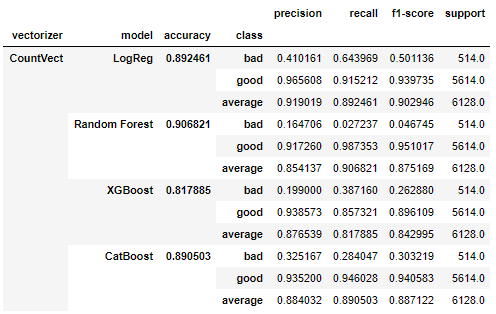 precision recall f1-score support
vectorizer model accuracy class
CountVect LogReg 0.892461 bad 0.410161 0.643969 0.501136 514.0
good 0.965608 0.915212 0.939735 5614.0
average 0.919019 0.892461 0.902946 6128.0
Random Forest 0.906821 bad 0.164706 0.027237 0.046745 514.0
good 0.917260 0.987353 0.951017 5614.0
average 0.854137 0.906821 0.875169 6128.0
XGBoost 0.817885 bad 0.199000 0.387160 0.262880 514.0
good 0.938573 0.857321 0.896109 5614.0
average 0.876539 0.817885 0.842995 6128.0
CatBoost 0.890503 bad 0.325167 0.284047 0.303219 514.0
good 0.935200 0.946028 0.940583 5614.0
average 0.884032 0.890503 0.887122 6128.0